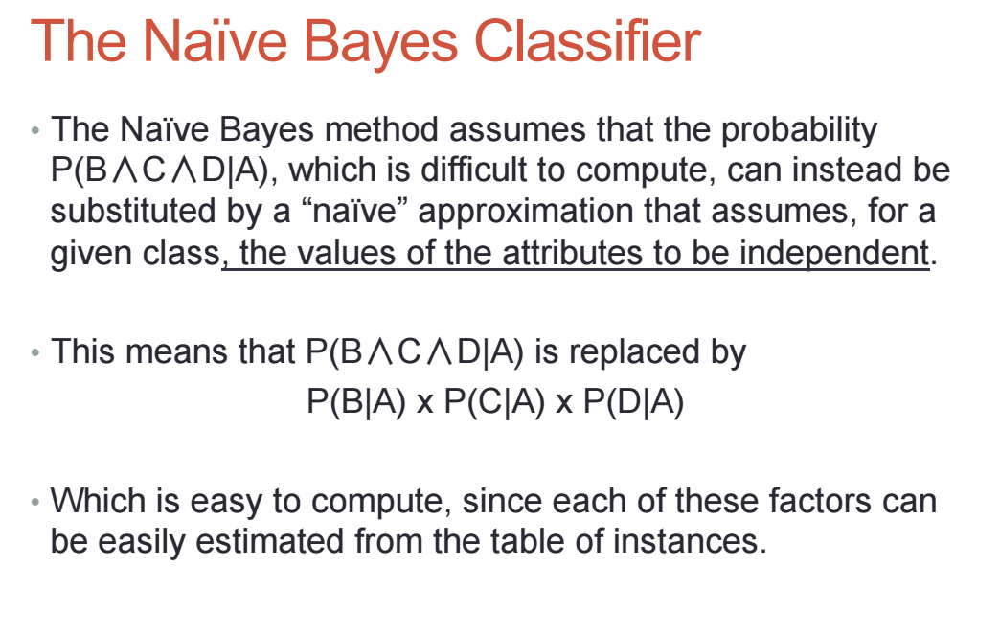 The Naïve Bayes Classifier
• The Naïve Bayes method assumes that the probability
P(B∧C∧D|A), which is difficult to compute, can instead be
substituted by a “naïve” approximation that assumes, for a
given class, the values of the attributes to be independent.
• This means that P(B∧C∧D|A) is replaced by
P(B|A) x P(C|A) x P(D|A)
• Which is easy to compute, since each of these factors can
be easily estimated from the table of instances.